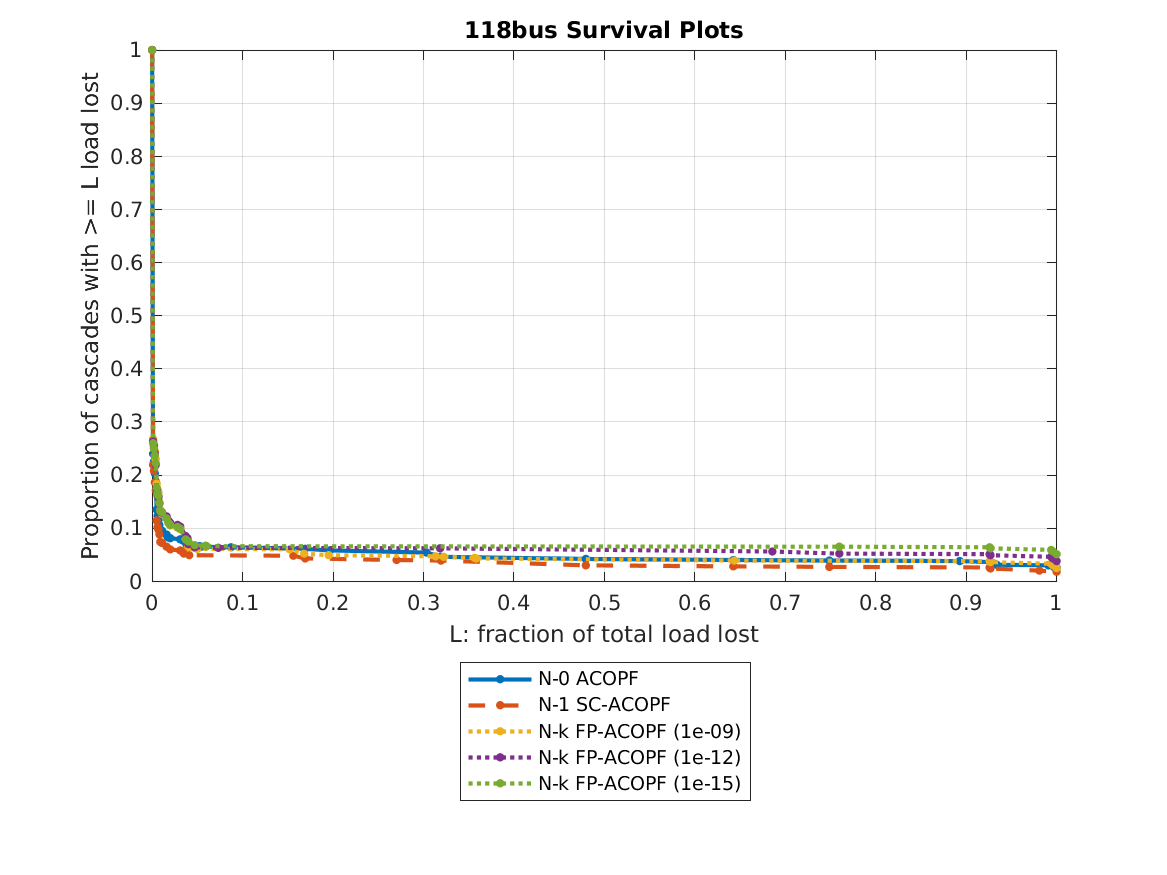 118bus Survival Plots
Proportion of cascades with >= L load lost
1
0.9
0.8
0.7
0.6
0.5
0.4
0.3
0.2
0.1
0
0 0.1 0.2 0.3 0.4 0.5 0.6 0.7 0.8 0.9 1
L: fraction of total load lost
N-0 ACOPF
N-1 SC-ACOPF
N-k FP-ACOPF (1e-09)
N-k FP-ACOPF (1e-12)
N-k FP-ACOPF (1e-15)